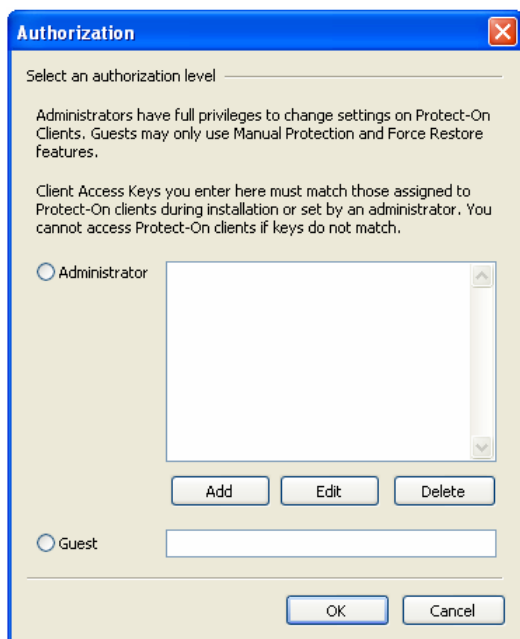 Authorization
Select an authorization level
Administrators have full privileges to change settings on Protect-On
Clients. Guests may only use Manual Protection and Force Restore
features.
Client Access Keys you enter here must match those assigned to
Protect-On clients during installation or set by an administrator. You
cannot access Protect-On clients if keys do not match.
Administrator
Add Edit Delete
Guest
OK Cancel